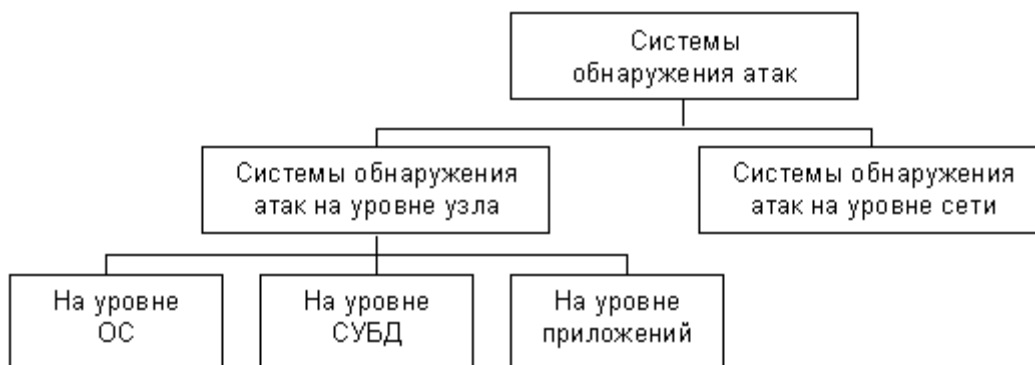 Системы
обнаружения атак
Системы обнаружения
атак на уровне узла
Системы обнаружения
атак на уровне сети
На уровне
ОС
На уровне
СУБД
На уровне
приложений